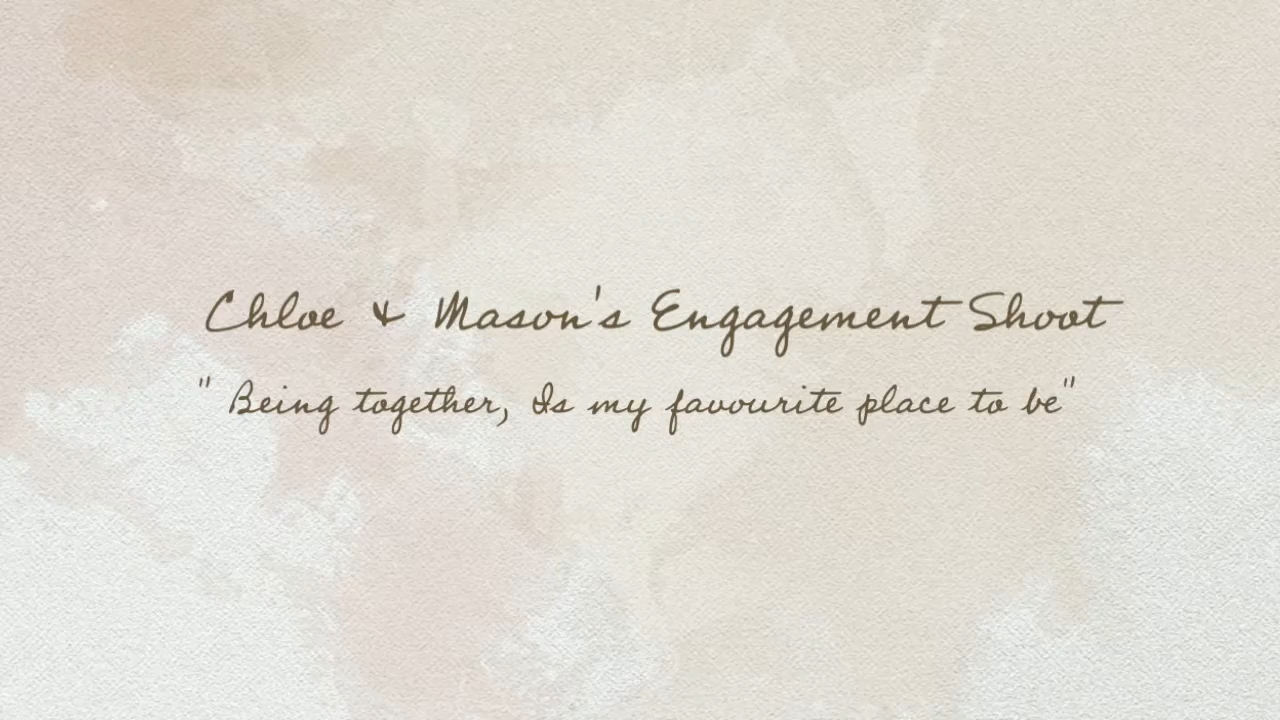 Chloe & Mason's Engagement Shoot
" Being together, Is my favourite place to be"